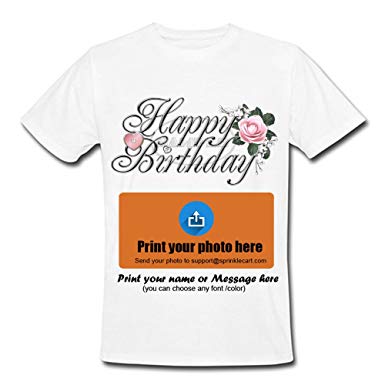 Happy
Birthday
Print your photo here
Send your photo to support@sprinklecart.com
Print your name or Message here
(you can choose any font /color)